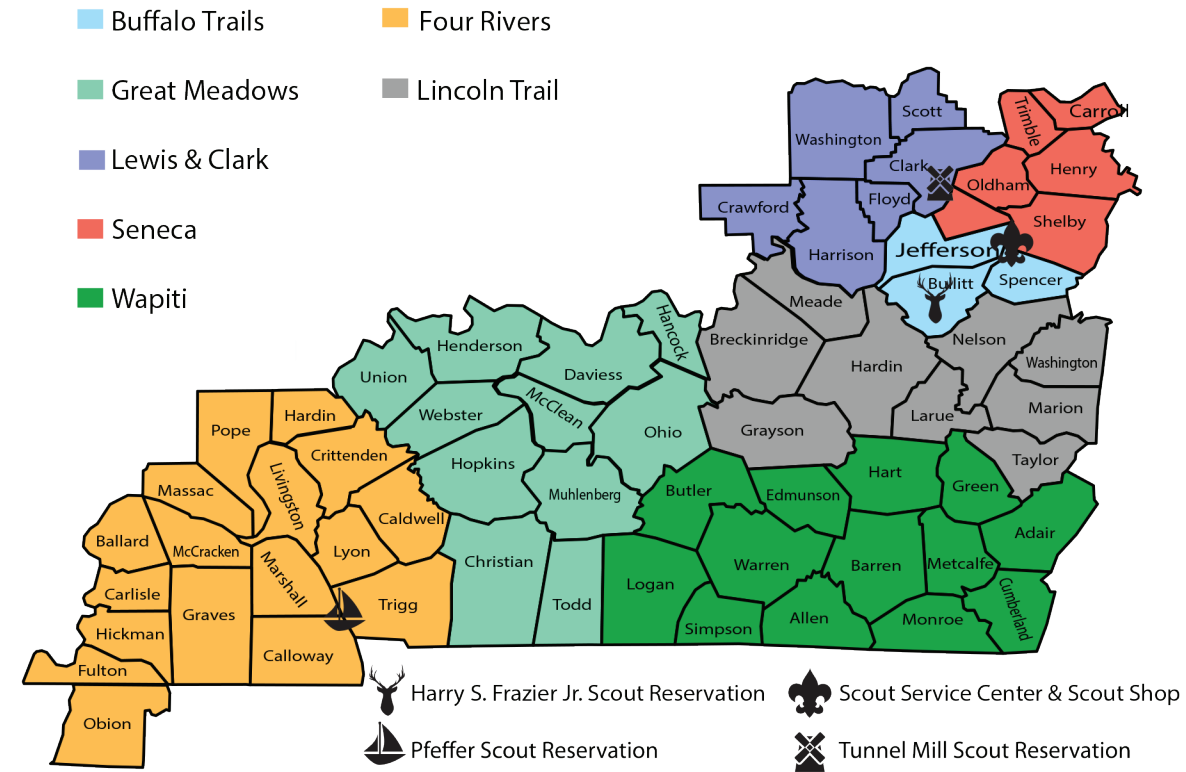 Buffalo Trails
Four Rivers
Great Meadows
Lincoln Trail
Lewis & Clark
Seneca
Wapiti
Scott
Trimble
Carroll
Washington
Clark
Henry
Oldham
Floyd
Crawford
Shelby
Harrison
Jefferson
Bullitt
Spencer
Meade
Hancock
Breckinridge
Nelson
Henderson
Washington
Hardin
Daviess
Union
McClean
Marion
Larue
Webster
Hardin
Pope
Ohio
Grayson
Crittenden
Taylor
Hopkins
Hart
Livingston
Green
Massac
Muhlenberg
Butler
Edmunson
Caldwell
Adair
Ballard
McCracken
Lyon
Christian
Warren
Barren
Metcalfe
Marshall
Logan
Carlisle
Trigg
Todd
Cumberland
Graves
Allen
Monroe
Simpson
Hickman
Calloway
Fulton
Obion
Harry S. Frazier Jr. Scout Reservation
Scout Service Center & Scout Shop
Pfeffer Scout Reservation
Tunnel Mill Scout Reservation